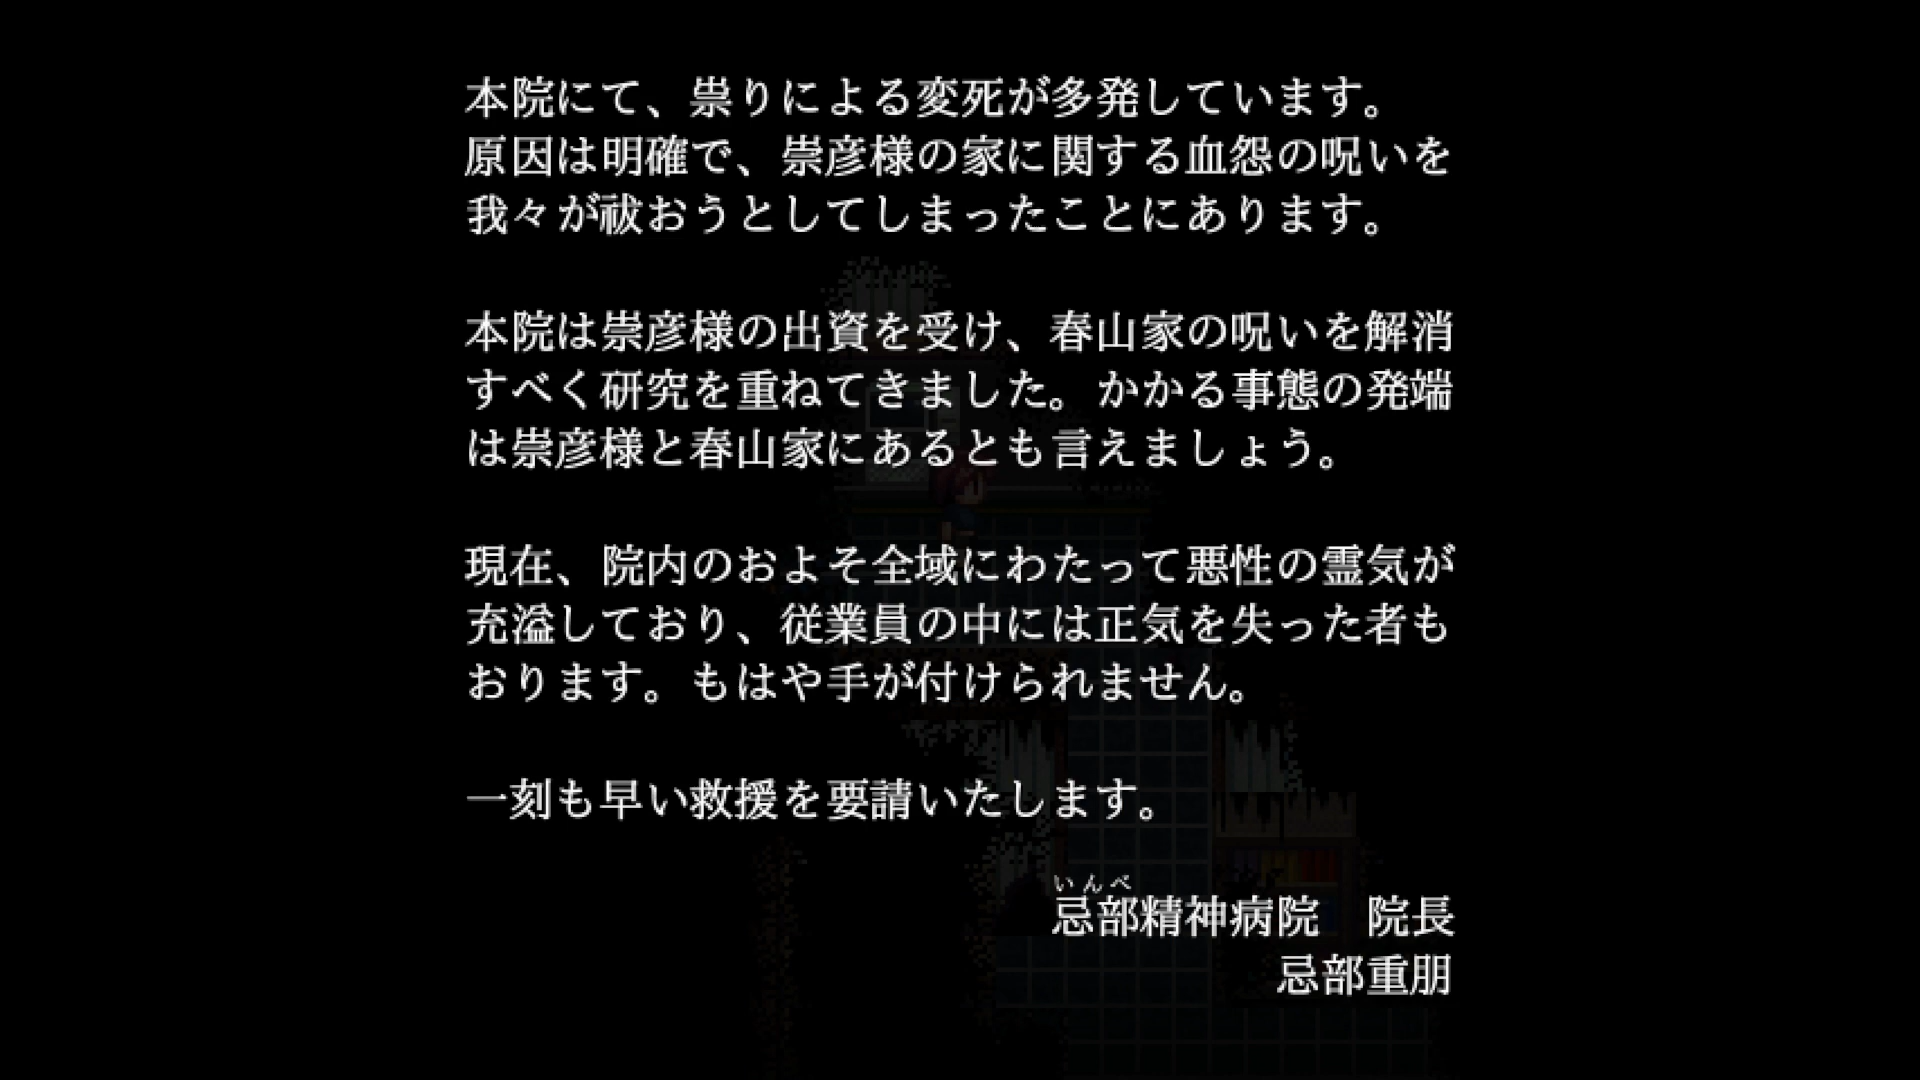 本院にて、祟りによる変死が多発しています。
原因は明確で、崇彦様の家に関する血怨の呪いを
我々が祓おうとしてしまったことにあります。
本院は崇彦様の出資を受け、春山家の呪いを解消
すべく研究を重ねてきました。かかる事態の発端
は崇彦様と春山家にあるとも言えましょう。
現在、院内のおよそ全域にわたって悪性の霊気が
充溢しており、従業員の中には正気を失った者も
おります。もはや手が付けられません。
一刻も早い救援を要請いたします。
いんべ
忌部精神病院　院長
忌部重朋